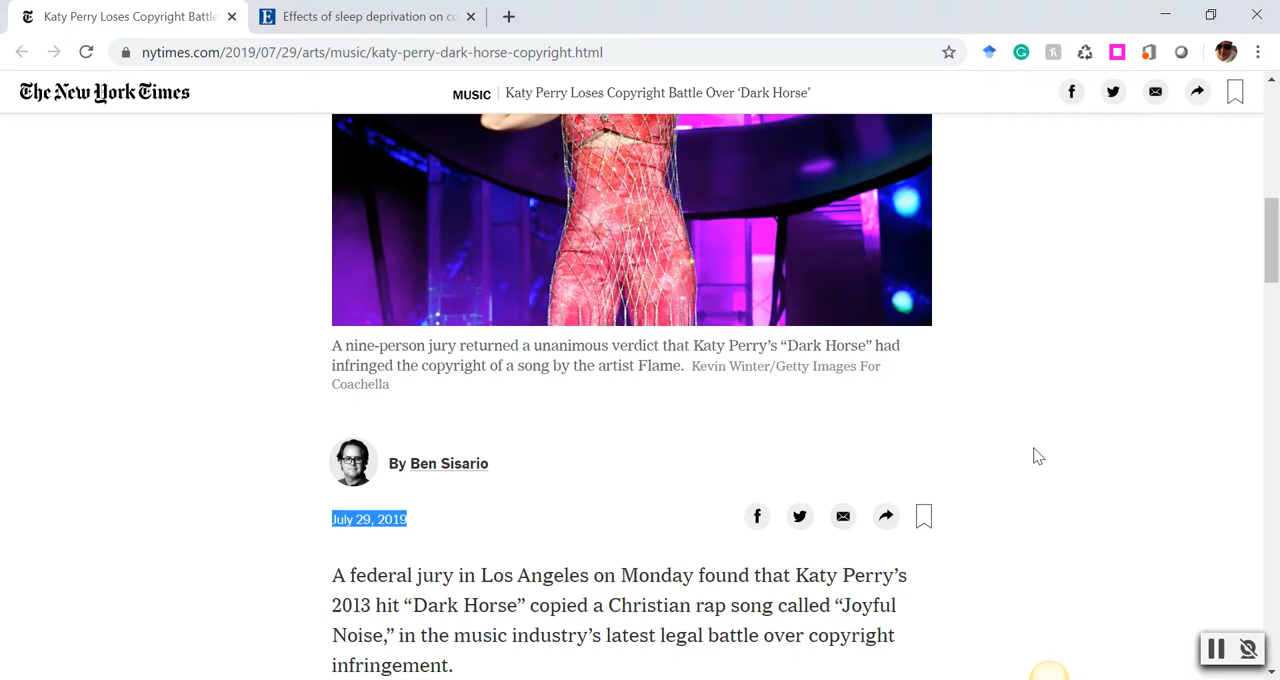 Katy Perry Loses Copyright Battle
Effects of sleep deprivation on co
nytimes.com/2019/07/29/arts/music/katy-perry-dark-horse-copyright.html
The New York Times
MUSIC | Katy Perry Loses Copyright Battle Over ‘Dark Horse’
A nine-person jury returned a unanimous verdict that Katy Perry’s “Dark Horse” had
infringed the copyright of a song by the artist Flame. Kevin Winter/Getty Images For
Coachella
By Ben Sisario
July 29, 2019
A federal jury in Los Angeles on Monday found that Katy Perry’s
2013 hit “Dark Horse” copied a Christian rap song called “Joyful
Noise,” in the music industry’s latest legal battle over copyright
infringement.